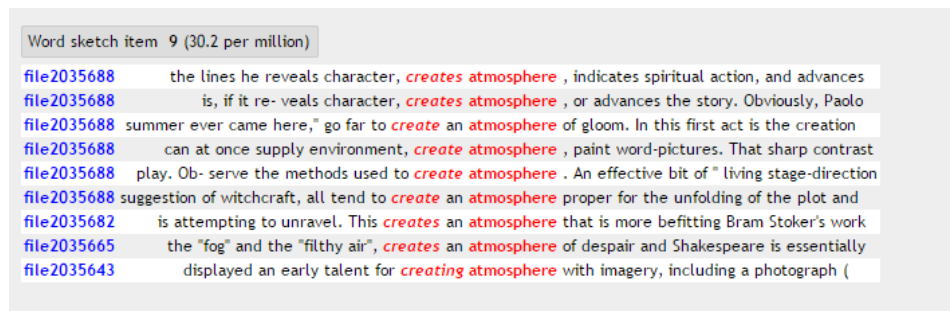 Word sketch item 9 (30.2 per million)
file2035688 the lines he reveals character, creates atmosphere , indicates spiritual action, and advances
file2035688 is, if it re- veals character, creates atmosphere , or advances the story. Obviously, Paolo
file2035688 summer ever came here," go far to create an atmosphere of gloom. In this first act is the creation
file2035688 can at once supply environment, create atmosphere , paint word-pictures. That sharp contrast
file2035688 play. Ob- serve the methods used to create atmosphere . An effective bit of " living stage-direction
file2035688 suggestion of witchcraft, all tend to create an atmosphere proper for the unfolding of the plot and
file2035682 is attempting to unravel. This creates an atmosphere that is more befitting Bram Stoker's work
file2035665 the "fog" and the "filthy air", creates an atmosphere of despair and Shakespeare is essentially
file2035643 displayed an early talent for creating atmosphere with imagery, including a photograph (